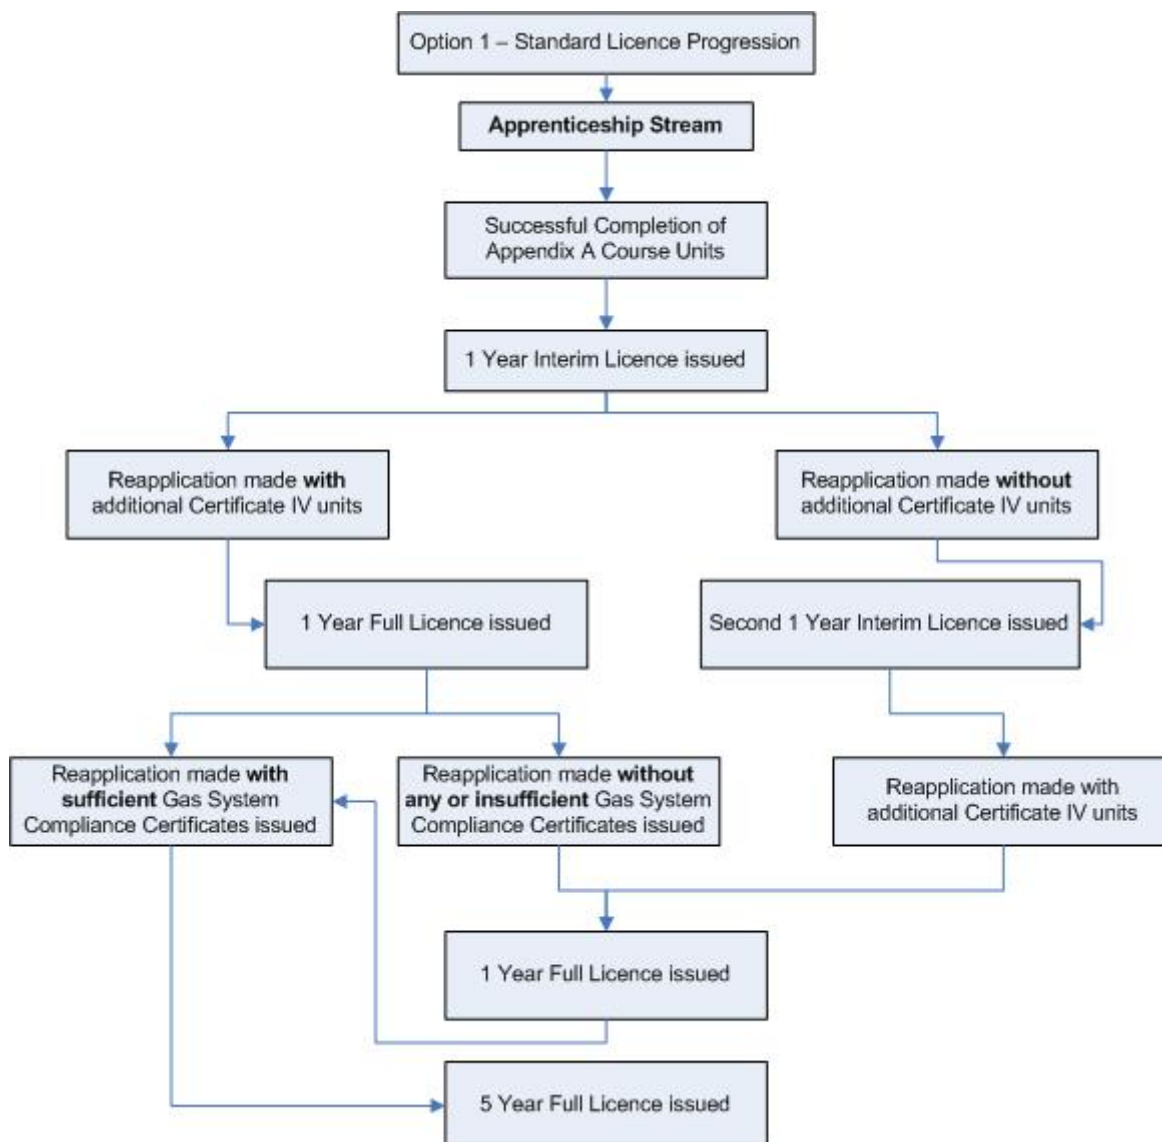 Option 1 – Standard Licence Progression
Apprenticeship Stream
Successful Completion of
Appendix A Course Units
1 Year Interim Licence issued
Reapplication made with
additional Certificate IV units
Reapplication made without
additional Certificate IV units
1 Year Full Licence issued
Second 1 Year Interim Licence issued
Reapplication made with
sufficient Gas System
Compliance Certificates issued
Reapplication made without
any or insufficient Gas System
Compliance Certificates issued
Reapplication made with
additional Certificate IV units
1 Year Full Licence issued
5 Year Full Licence issued